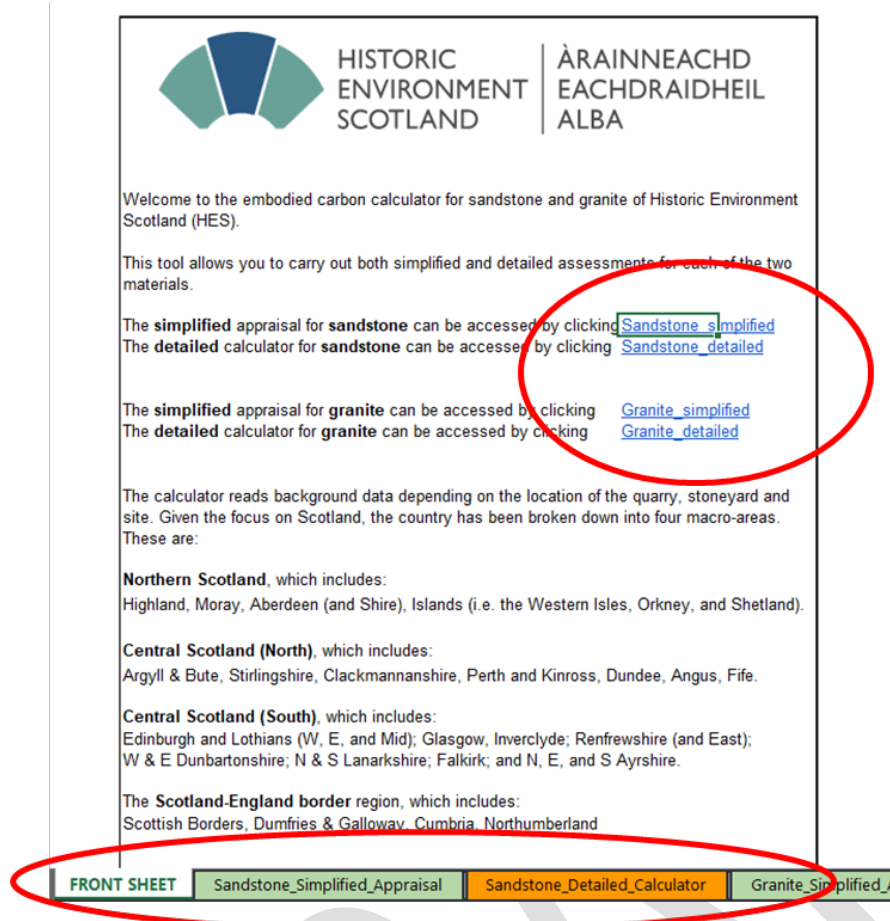 HISTORIC
ENVIRONMENT
SCOTLAND
ÀRAINNEACHD
EACHDRAIDHEIL
ALBA
Welcome to the embodied carbon calculator for sandstone and granite of Historic Environment
Scotland (HES).
This tool allows you to carry out both simplified and detailed assessments for each of the two
materials.
The simplified appraisal for sandstone can be accessed by clicking Sandstone_simplified
The detailed calculator for sandstone can be accessed by clicking Sandstone_detailed
The simplified appraisal for granite can be accessed by clicking Granite_simplified
The detailed calculator for granite can be accessed by clicking Granite_detailed
The calculator reads background data depending on the location of the quarry, stoneyard and
site. Given the focus on Scotland, the country has been broken down into four macro-areas.
These are:
Northern Scotland, which includes:
Highland, Moray, Aberdeen (and Shire), Islands (i.e. the Western Isles, Orkney, and Shetland).
Central Scotland (North), which includes:
Argyll & Bute, Stirlingshire, Clackmannanshire, Perth and Kinross, Dundee, Angus, Fife.
Central Scotland (South), which includes:
Edinburgh and Lothians (W, E, and Mid); Glasgow, Inverclyde; Renfrewshire (and East);
W & E Dunbartonshire; N & S Lanarkshire; Falkirk; and N, E, and S Ayrshire.
The Scotland-England border region, which includes:
Scottish Borders, Dumfries & Galloway, Cumbria, Northumberland
FRONT SHEET Sandstone_Simplified_Appraisal Sandstone_Detailed_Calculator Granite_Simplified_A